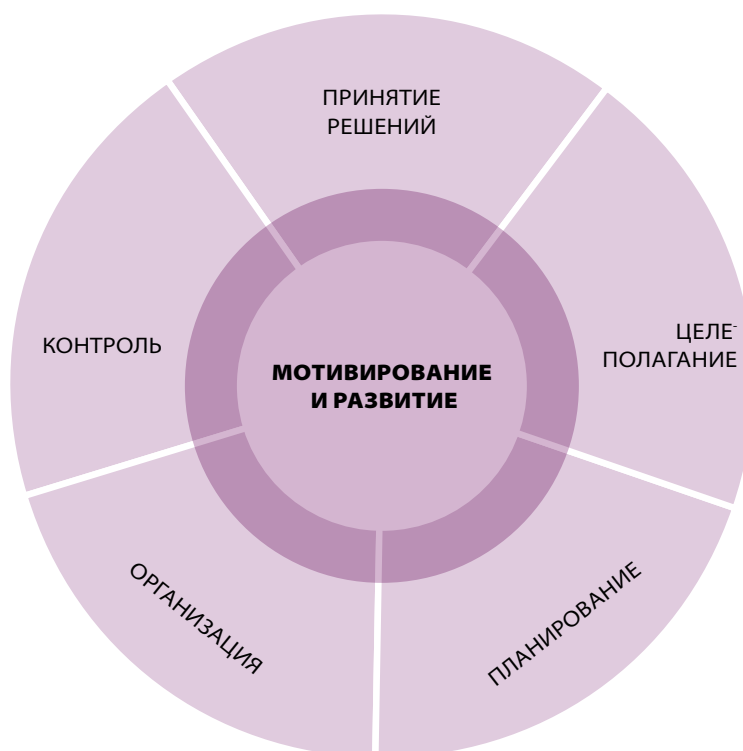 ПРИНЯТИЕ
РЕШЕНИЙ
ЦЕЛЕ-
ПОЛАГАНИЕ
КОНТРОЛЬ
МОТИВИРОВАНИЕ
И РАЗВИТИЕ
ОРГАНИЗАЦИЯ
ПЛАНИРОВАНИЕ